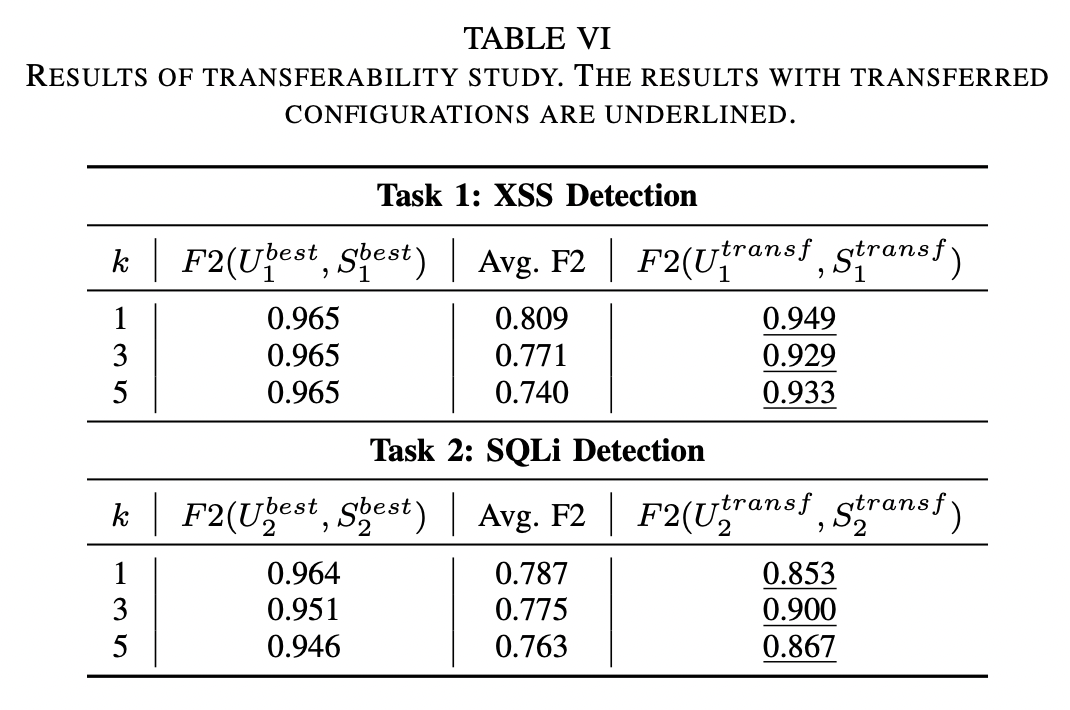 TABLE VI
RESULTS OF TRANSFERABILITY STUDY. THE RESULTS WITH TRANSFERRED
CONFIGURATIONS ARE UNDERLINED.
Task 1: XSS Detection
k | F2(U_1^{best}, S_1^{best}) | Avg. F2 | F2(U_1^{transf}, S_1^{transf})
1 | 0.965 | 0.809 | 0.949
3 | 0.965 | 0.771 | 0.929
5 | 0.965 | 0.740 | 0.933
Task 2: SQLi Detection
k | F2(U_2^{best}, S_2^{best}) | Avg. F2 | F2(U_2^{transf}, S_2^{transf})
1 | 0.964 | 0.787 | 0.853
3 | 0.951 | 0.775 | 0.900
5 | 0.946 | 0.763 | 0.867